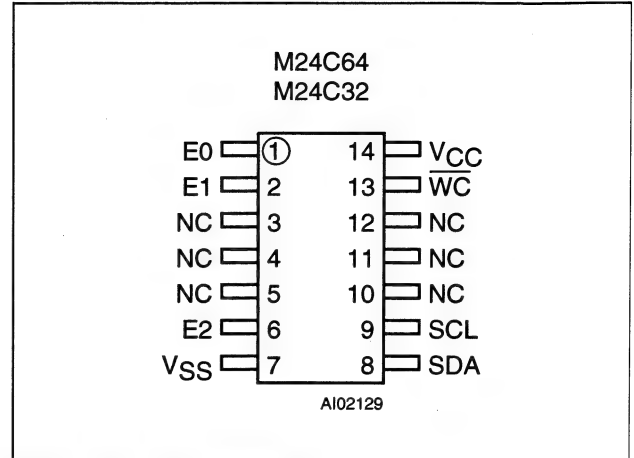 M24C64
M24C32
E0 1 14 VCC
E1 2 13 W̅C̅
NC 3 12 NC
NC 4 11 NC
NC 5 10 NC
E2 6 9 SCL
VSS 7 8 SDA
AI02129